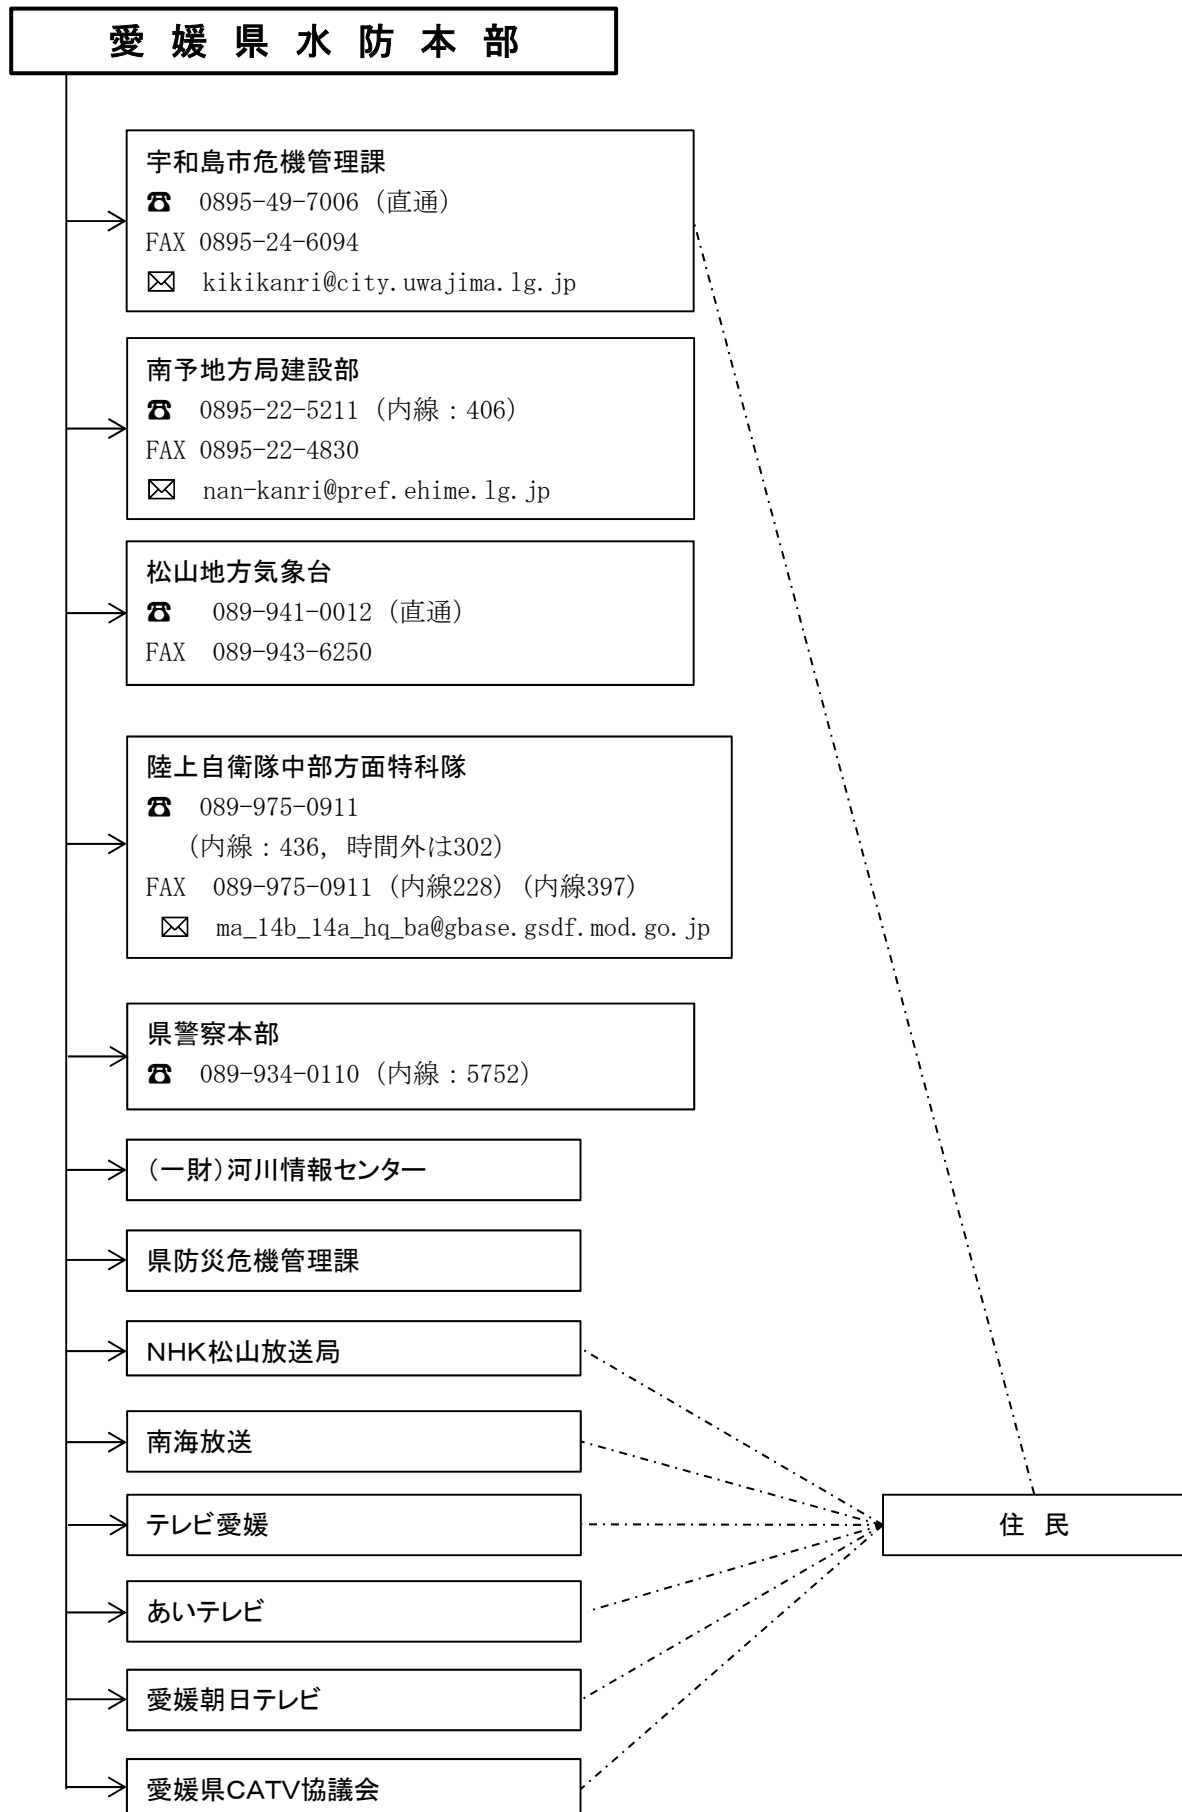 愛媛県水防本部
宇和島市危機管理課
☎ 0895-49-7006（直通）
FAX 0895-24-6094
✉ kikikanri@city.uwajima.lg.jp
南予地方局建設部
☎ 0895-22-5211（内線：406）
FAX 0895-22-4830
✉ nan-kanri@pref.ehime.lg.jp
松山地方気象台
☎ 089-941-0012（直通）
FAX 089-943-6250
陸上自衛隊中部方面特科隊
☎ 089-975-0911
（内線：436，時間外は302）
FAX 089-975-0911（内線228）（内線397）
✉ ma_14b_14a_hq_ba@gbase.gsdf.mod.go.jp
県警察本部
☎ 089-934-0110（内線：5752）
（一財）河川情報センター
県防災危機管理課
NHK松山放送局
南海放送
テレビ愛媛
住 民
あいテレビ
愛媛朝日テレビ
愛媛県CATV協議会